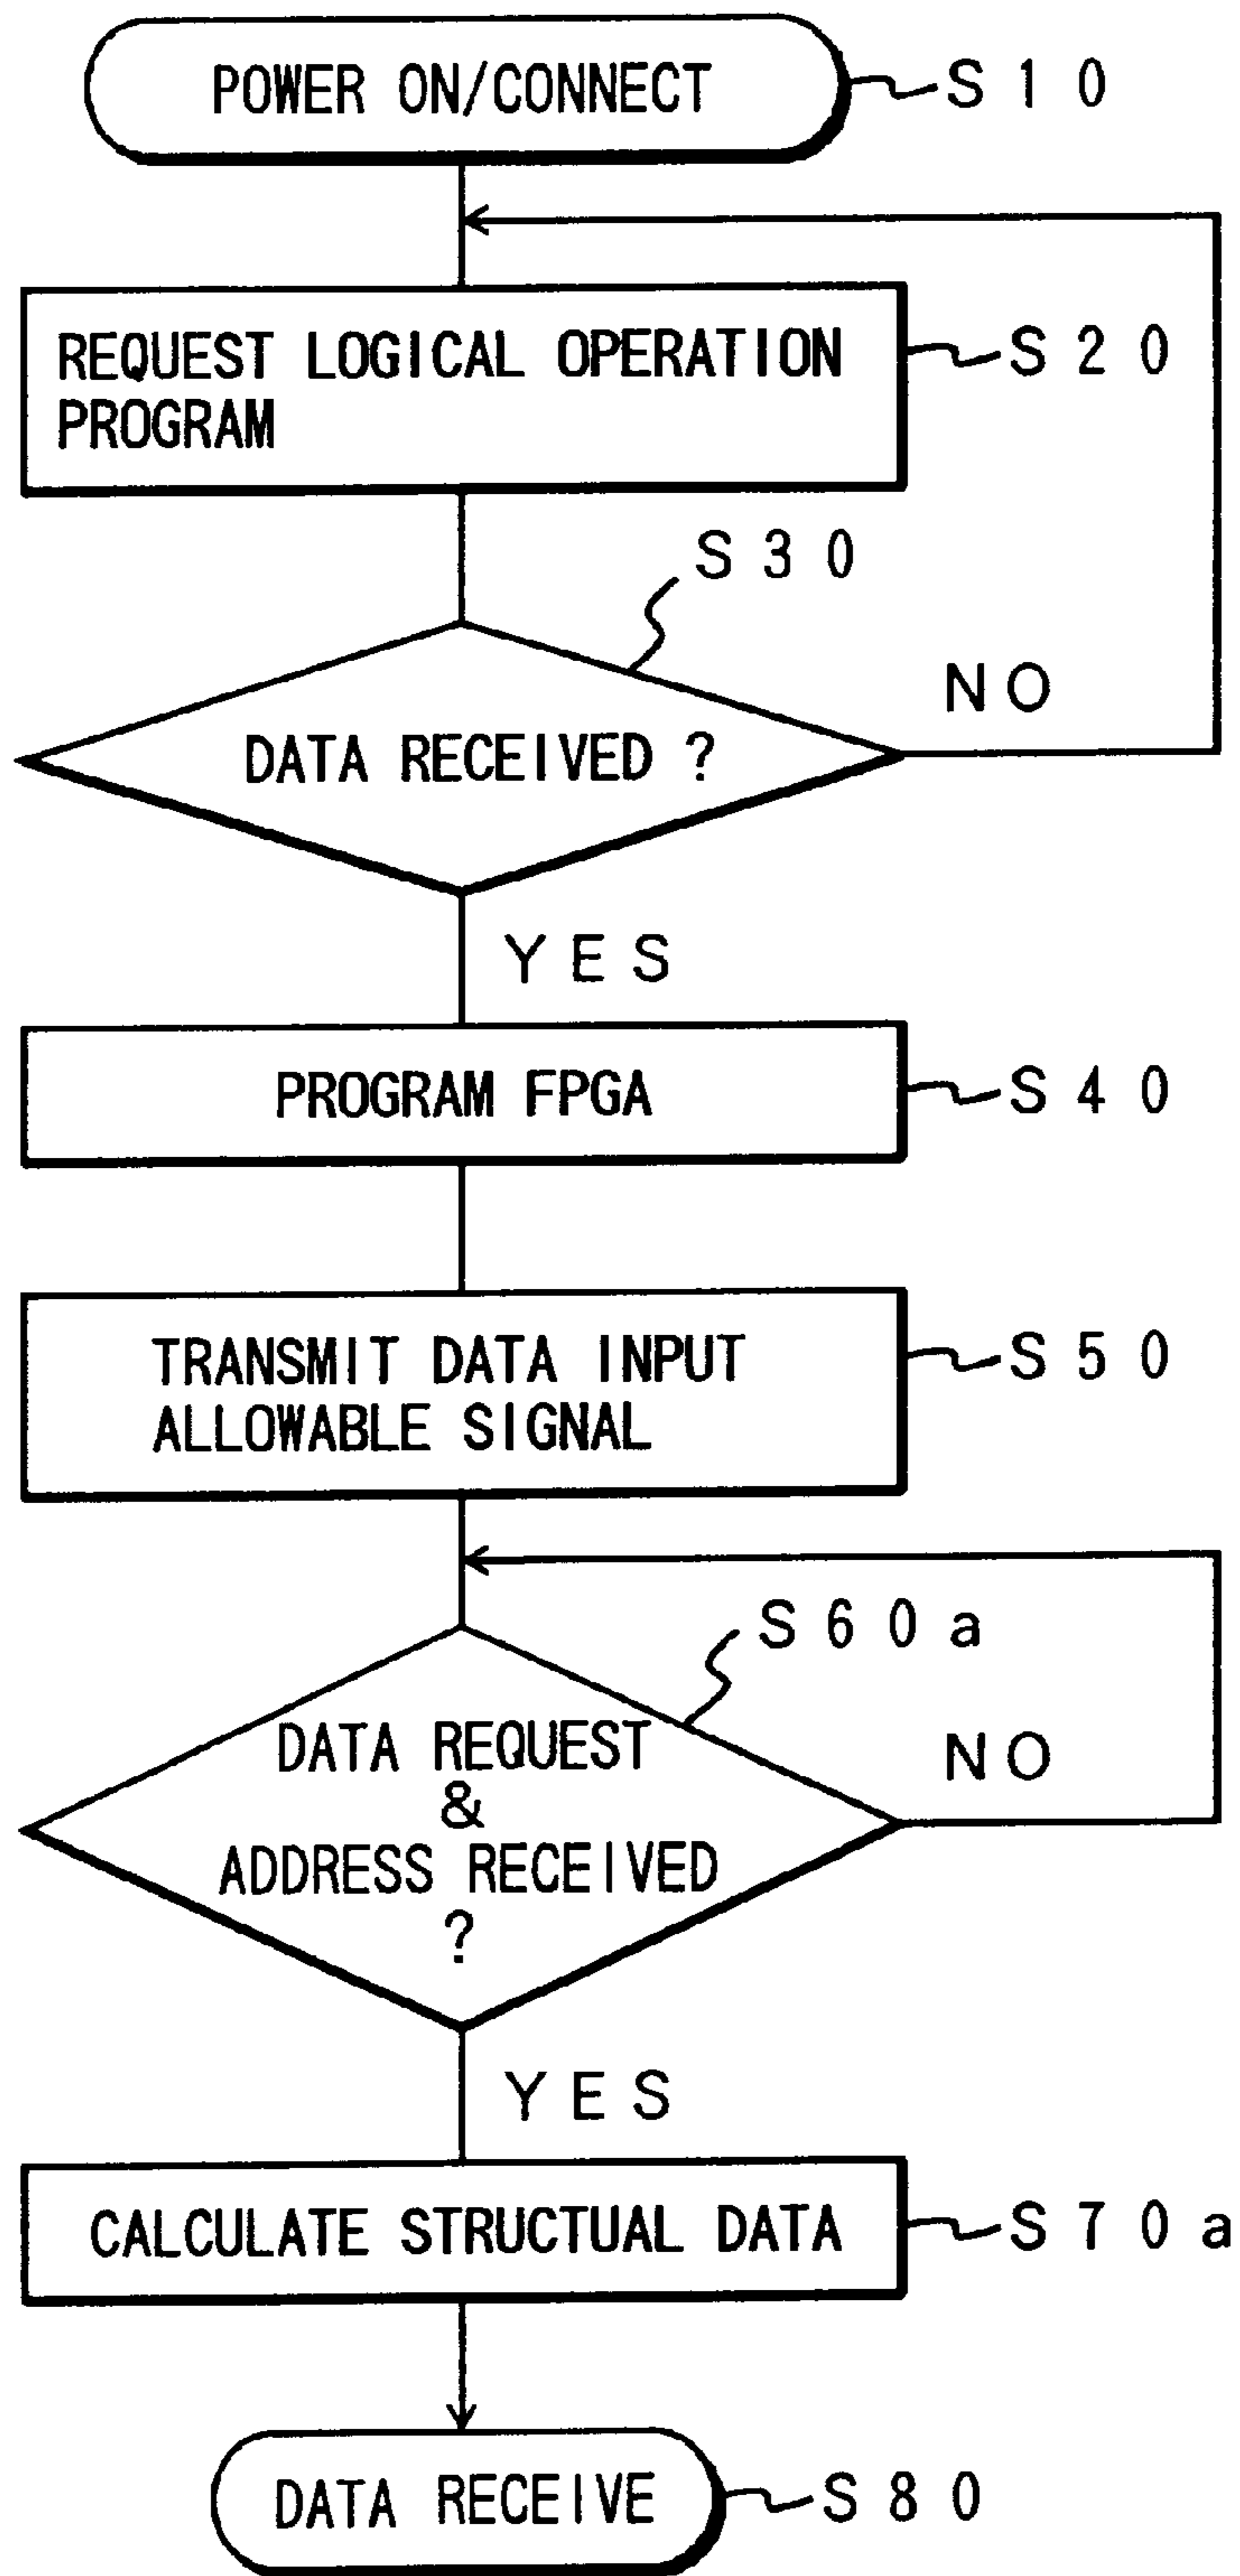 POWER ON/CONNECT
S10
REQUEST LOGICAL OPERATION
PROGRAM
S20
S30
DATA RECEIVED ?
NO
YES
PROGRAM FPGA
S40
TRANSMIT DATA INPUT
ALLOWABLE SIGNAL
S50
S60a
DATA REQUEST
&
ADDRESS RECEIVED
?
NO
YES
CALCULATE STRUCTUAL DATA
S70a
DATA RECEIVE
S80